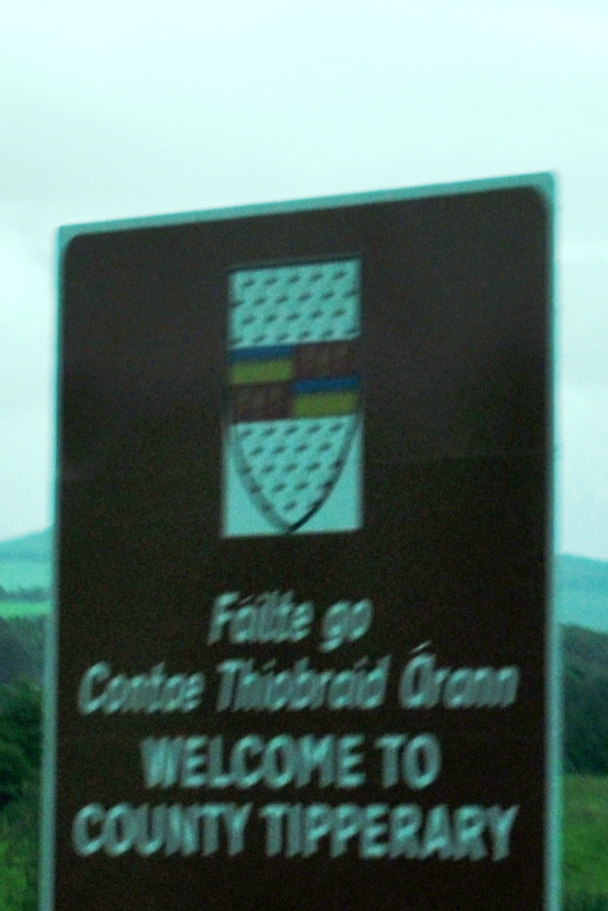 Fáilte go
Contae Thiobraid Árann
WELCOME TO
COUNTY TIPPERARY